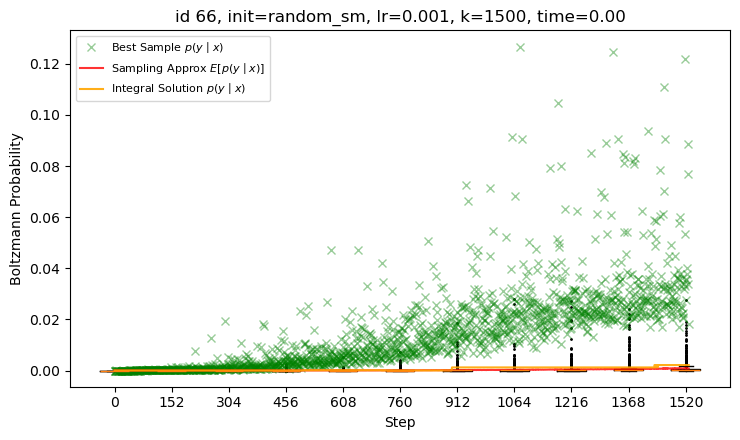 id 66, init=random_sm, lr=0.001, k=1500, time=0.00
Best Sample p(y | x)
Sampling Approx E[p(y | x)]
Integral Solution p(y | x)
Boltzmann Probability
0.12
0.10
0.08
0.06
0.04
0.02
0.00
0 152 304 456 608 760 912 1064 1216 1368 1520
Step